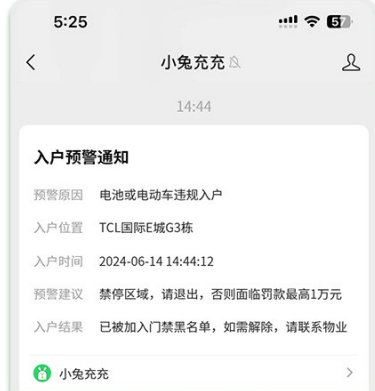 5:25
57
小兔充充
14:44
入户预警通知
预警原因 电池或电动车违规入户
入户位置 TCL国际E城G3栋
入户时间 2024-06-14 14:44:12
预警建议 禁停区域，请退出，否则面临罚款最高1万元
入户结果 已被加入门禁黑名单，如需解除，请联系物业
小兔充充